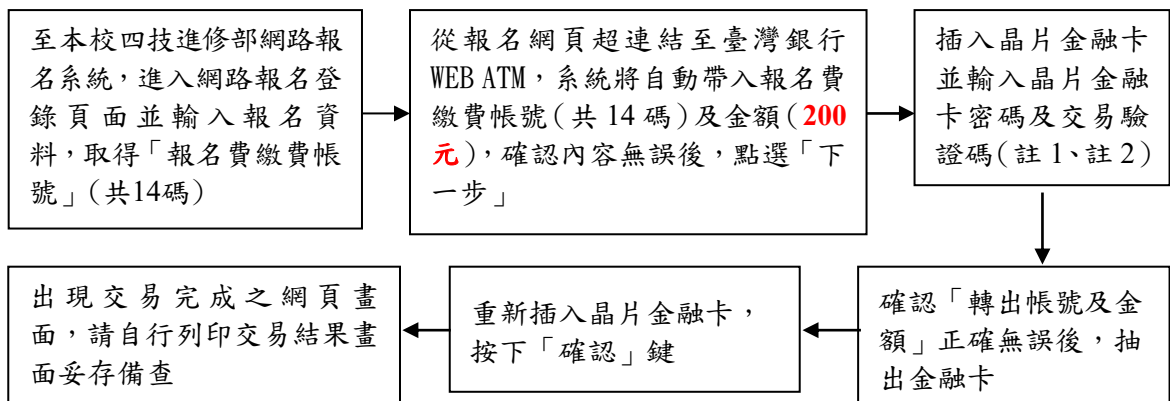 至本校四技進修部網路報
名系統，進入網路報名登
錄頁面並輸入報名資
料，取得「報名費繳費帳
號」（共14碼）
從報名網頁超連結至臺灣銀行
WEB ATM，系統將自動帶入報名費
繳費帳號（共 14 碼）及金額（200
元），確認內容無誤後，點選「下
一步」
插入晶片金融卡
並輸入晶片金融
卡密碼及交易驗
證碼（註 1、註 2）
確認「轉出帳號及金
額」正確無誤後，抽
出金融卡
重新插入晶片金融卡，
按下「確認」鍵
出現交易完成之網頁畫
面，請自行列印交易結果畫
面妥存備查